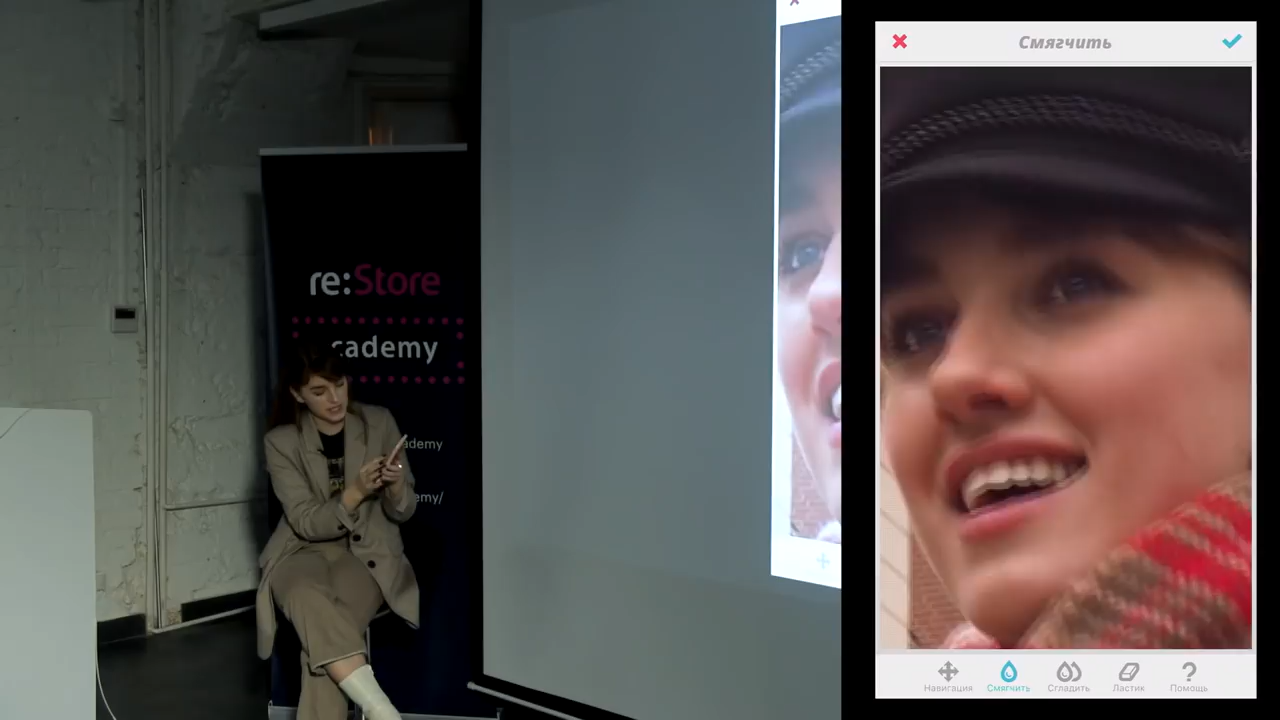 re:Store
cademy
ademy
emy/
Смягчить
Навигация
Смягчить
Сгладить
Ластик
Помощь